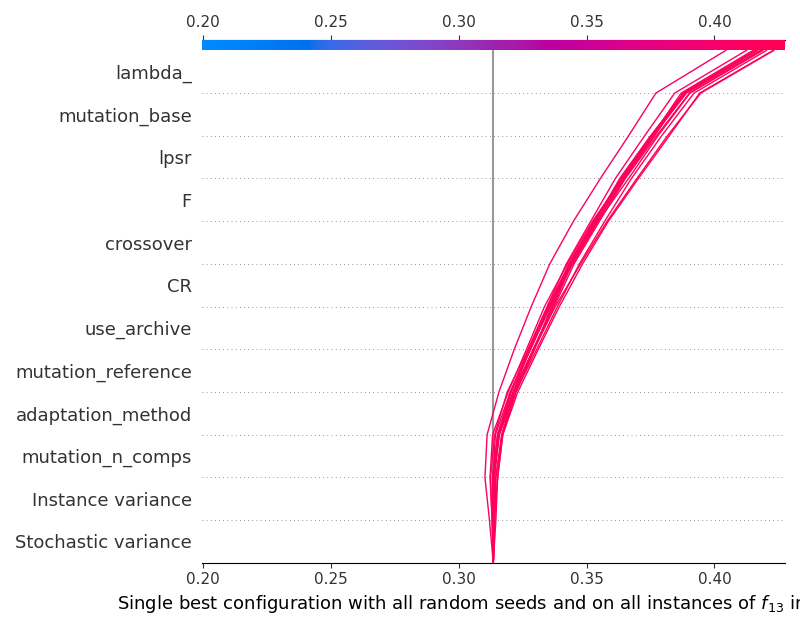 0.20 0.25 0.30 0.35 0.40
lambda_
mutation_base
lpsr
F
crossover
CR
use_archive
mutation_reference
adaptation_method
mutation_n_comps
Instance variance
Stochastic variance
0.20 0.25 0.30 0.35 0.40
Single best configuration with all random seeds and on all instances of f13 i